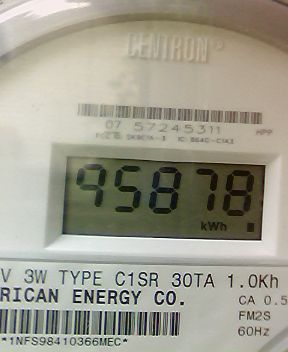 CENTRON®
07 57245311 HPP
95878
kWh
V 3W TYPE C1SR 30TA 1.0Kh
RICAN ENERGY CO. CA 0.5
FM2S
*1NFS98410366MEC* 60Hz